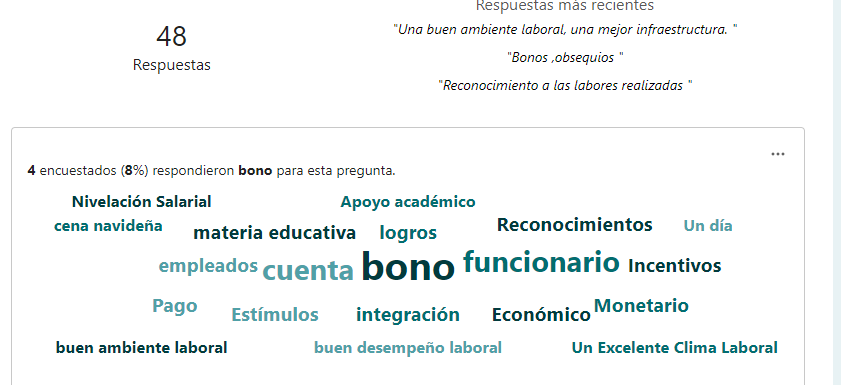 Respuestas más recientes
48
Respuestas
"Una buen ambiente laboral, una mejor infraestructura. "
"Bonos ,obsequios "
"Reconocimiento a las labores realizadas "
4 encuestados (8%) respondieron bono para esta pregunta.
Nivelación Salarial
Apoyo académico
cena navideña
materia educativa
logros
Reconocimientos
Un día
empleados
cuenta
bono
funcionario
Incentivos
Pago
Estímulos
integración
Económico
Monetario
buen ambiente laboral
buen desempeño laboral
Un Excelente Clima Laboral